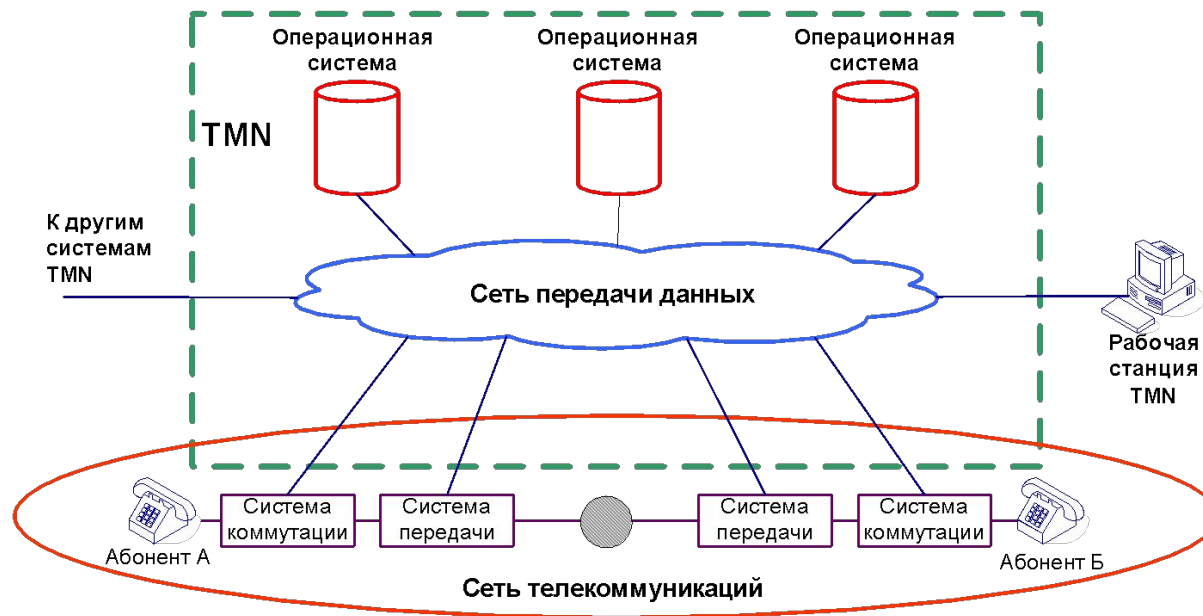 Операционная
система
Операционная
система
Операционная
система
TMN
К другим
системам
TMN
Сеть передачи данных
Рабочая
станция
TMN
Система
коммутации
Система
передачи
Система
передачи
Система
коммутации
Абонент А
Абонент Б
Сеть телекоммуникаций